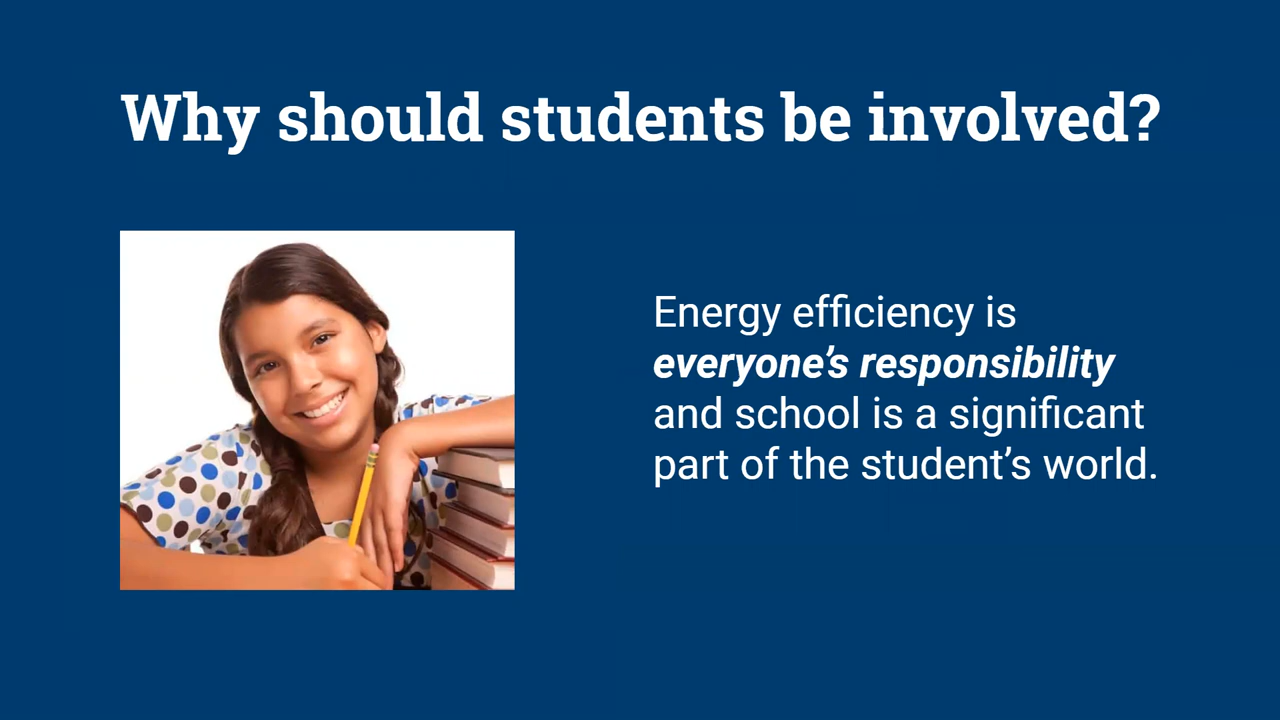 Why should students be involved?
Energy efficiency is
everyone’s responsibility
and school is a significant
part of the student’s world.